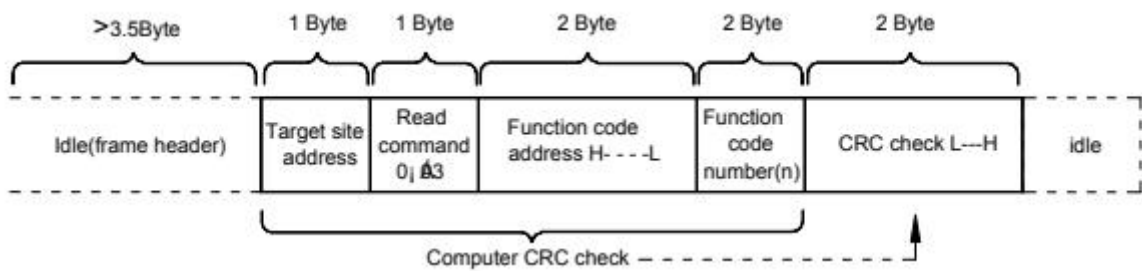 >3.5Byte
1 Byte
1 Byte
2 Byte
2 Byte
2 Byte
Idle(frame header)
Target site
address
Read
command
Function code
address H----L
Function
code
number(n)
CRC check L---H
idle
Computer CRC check